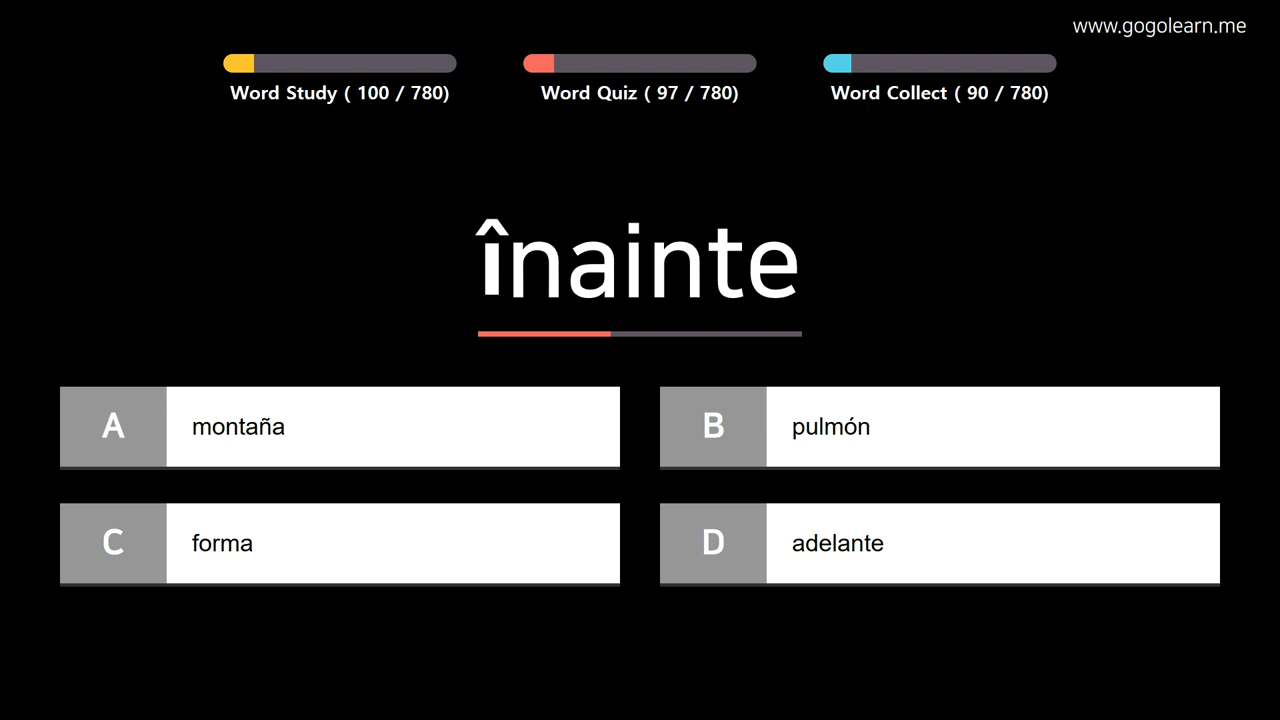 www.gogolearn.me
Word Study ( 100 / 780)
Word Quiz ( 97 / 780)
Word Collect ( 90 / 780)
înainte
A montaña
B pulmón
C forma
D adelante